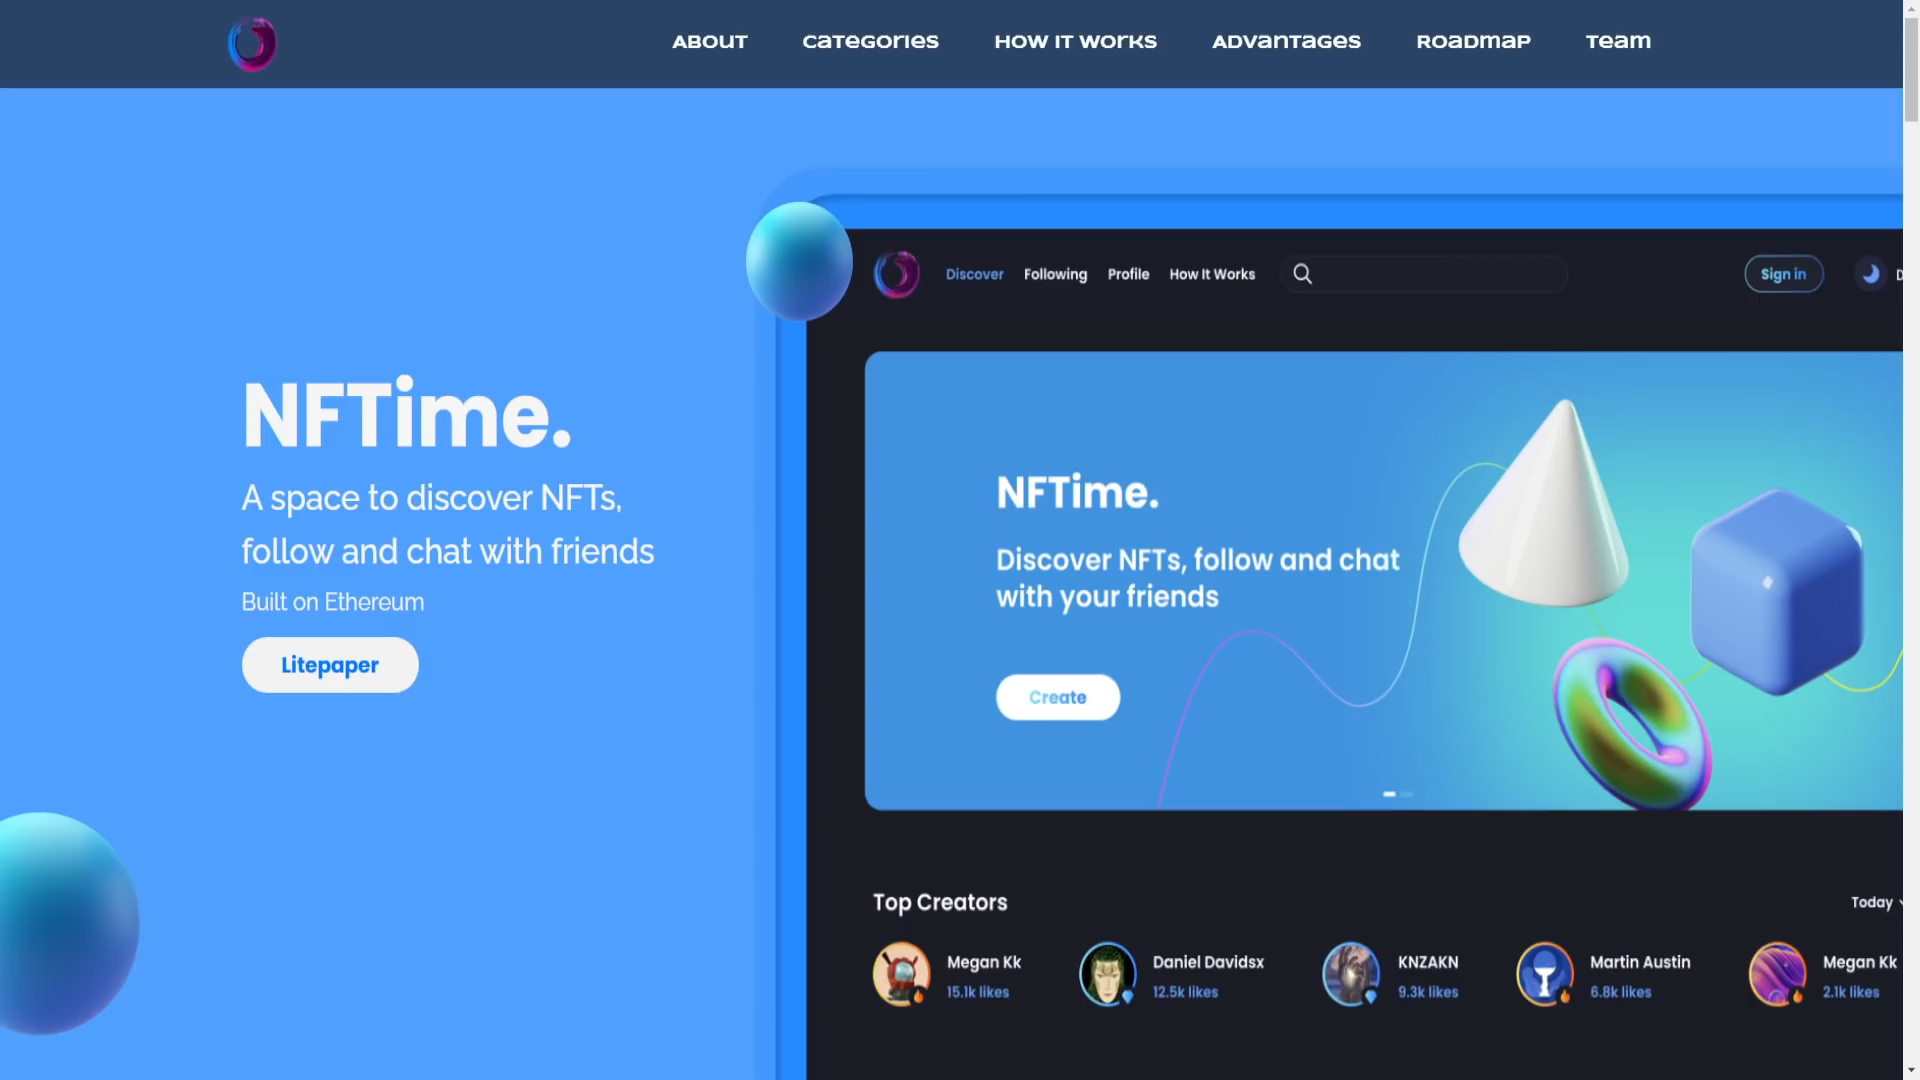 ABOUT
CATEGORIES
HOW IT WORKS
ADVANTAGES
ROADMAP
TEAM
NFTime.
A space to discover NFTs,
follow and chat with friends
Built on Ethereum
Litepaper
Discover
Following
Profile
How It Works
Sign in
NFTime.
Discover NFTs, follow and chat
with your friends
Create
Top Creators
Today
Megan Kk
15.1k likes
Daniel Davidsx
12.5k likes
KNZAKN
9.3k likes
Martin Austin
6.8k likes
Megan Kk
2.1k likes